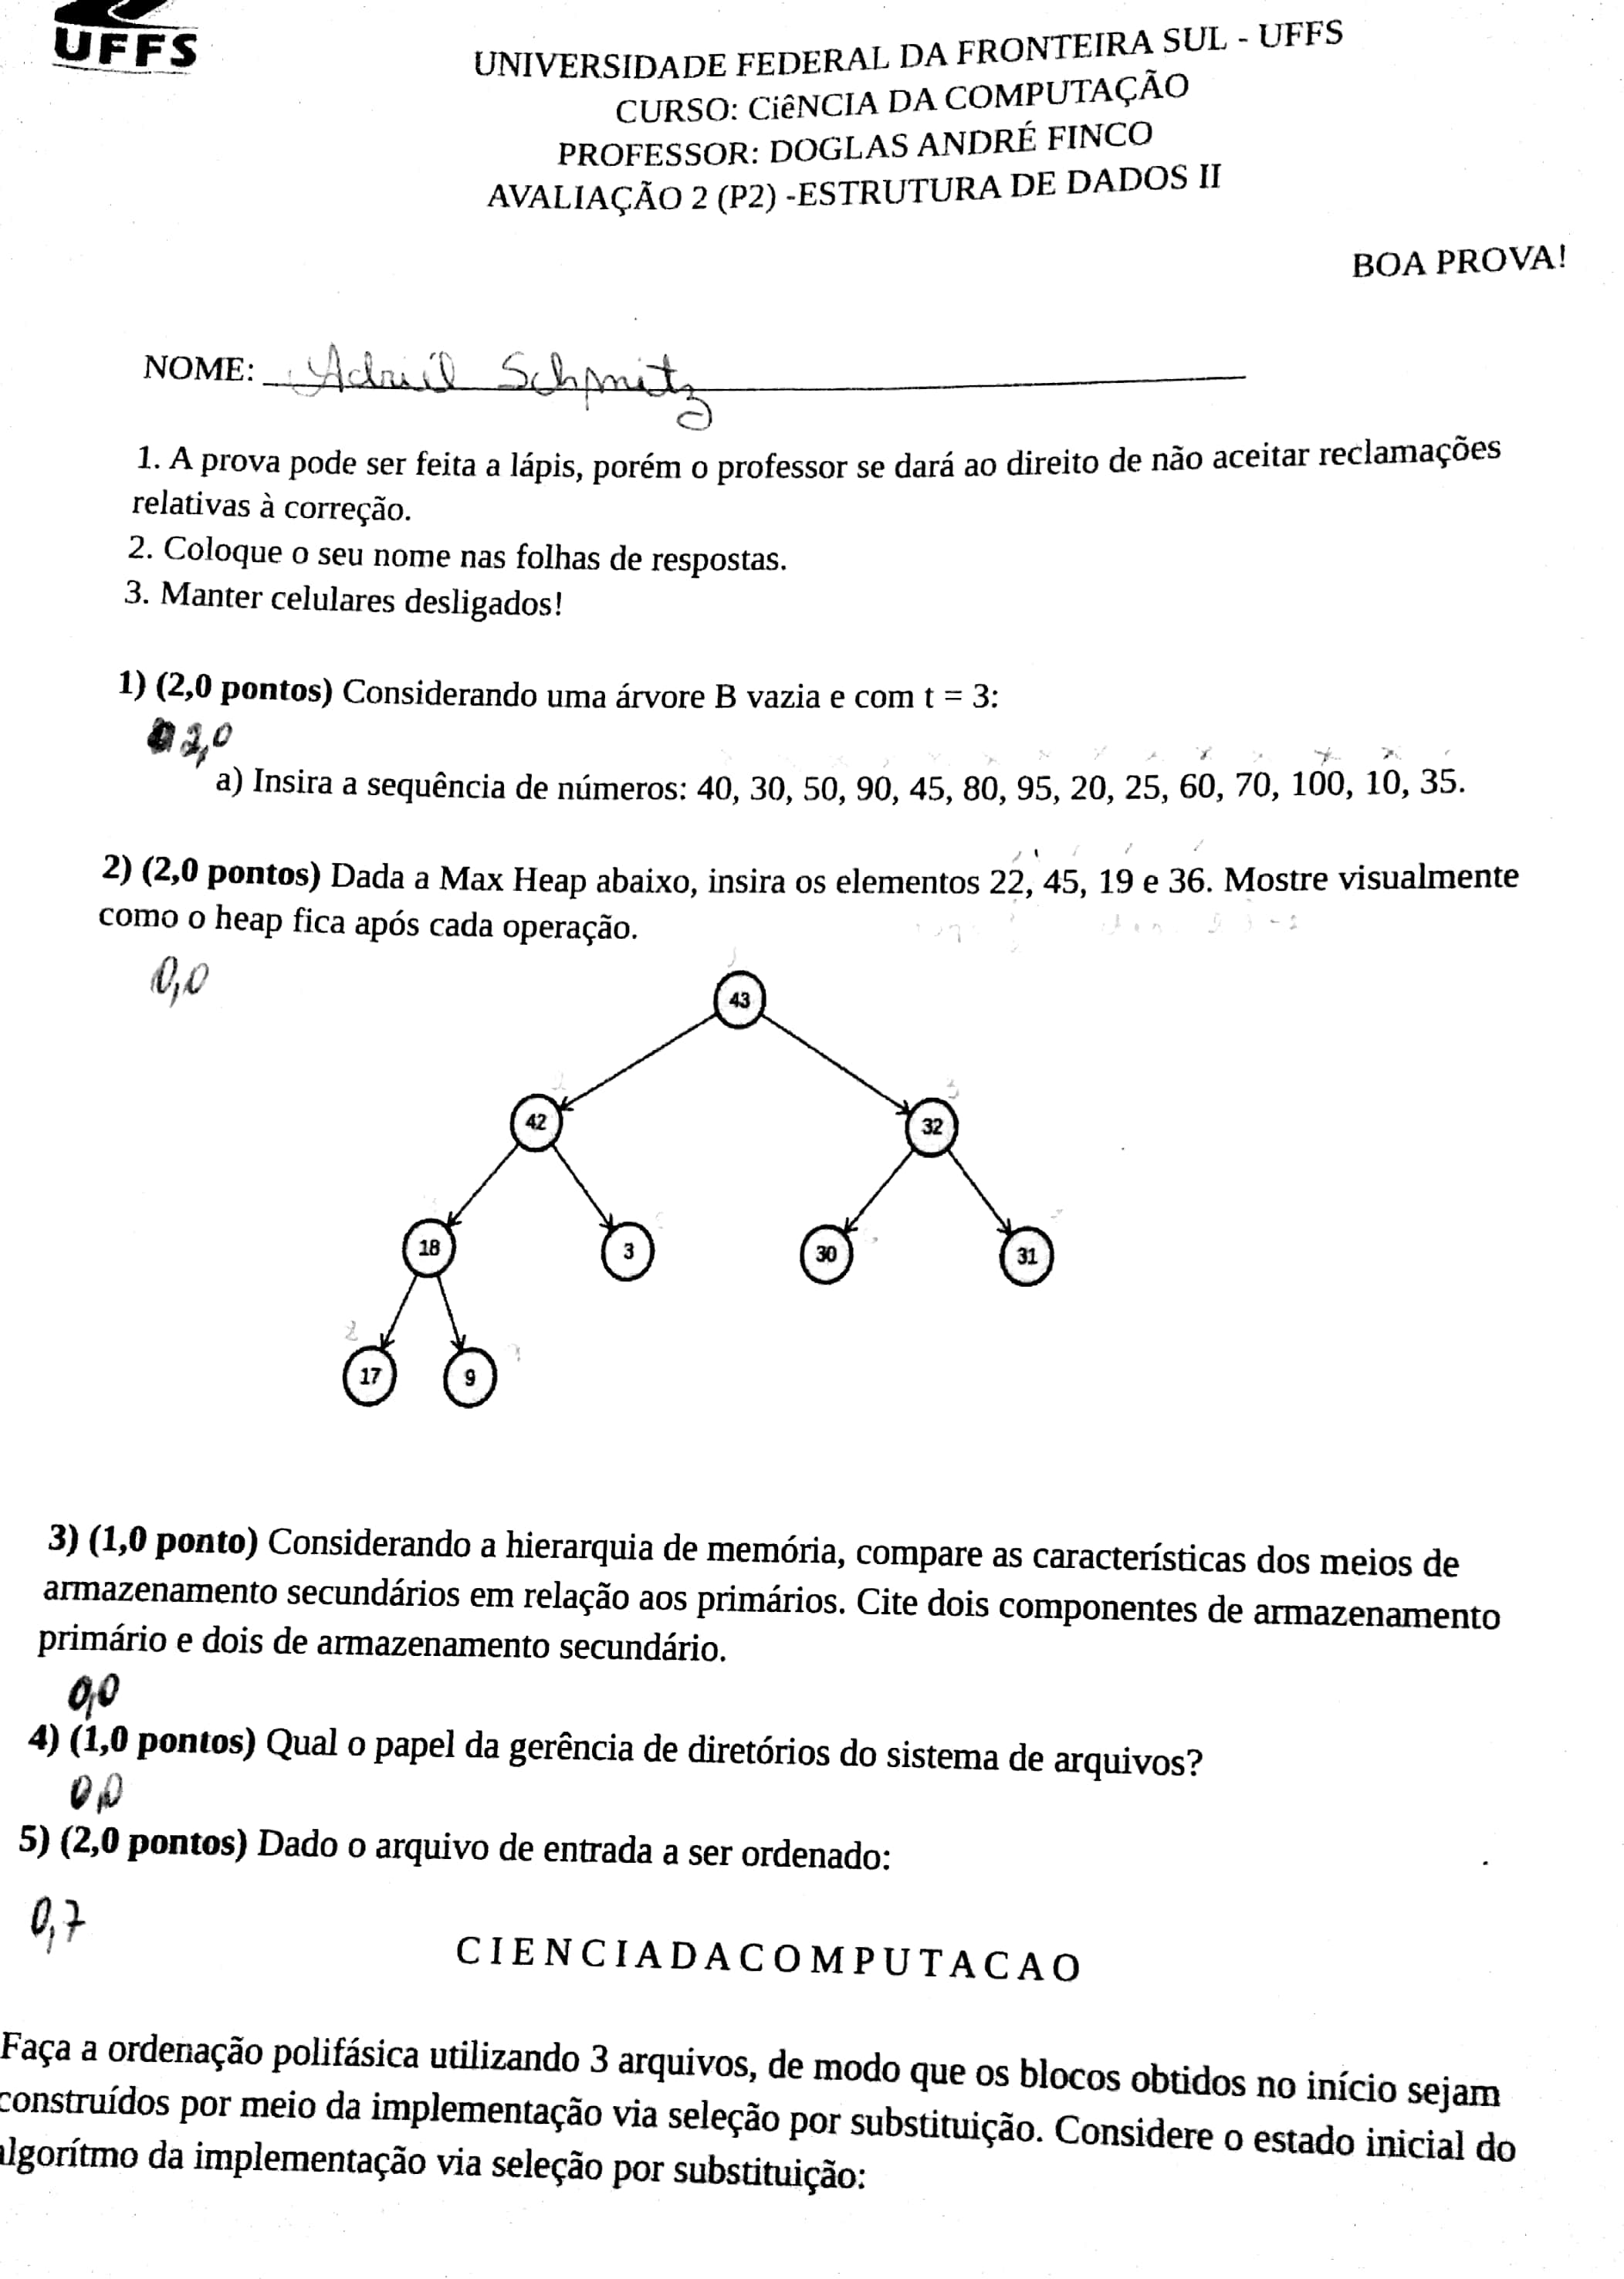 UFFS
UNIVERSIDADE FEDERAL DA FRONTEIRA SUL - UFFS
CURSO: CiêNCIA DA COMPUTAÇÃO
PROFESSOR: DOGLAS ANDRÉ FINCO
AVALIAÇÃO 2 (P2) -ESTRUTURA DE DADOS II
BOA PROVA!
NOME: Schmitz
1. A prova pode ser feita a lápis, porém o professor se dará ao direito de não aceitar reclamações
relativas à correção.
2. Coloque o seu nome nas folhas de respostas.
3. Manter celulares desligados!
1) (2,0 pontos) Considerando uma árvore B vazia e com t = 3:
2,0
a) Insira a sequência de números: 40, 30, 50, 90, 45, 80, 95, 20, 25, 60, 70, 100, 10, 35.
2) (2,0 pontos) Dada a Max Heap abaixo, insira os elementos 22, 45, 19 e 36. Mostre visualmente
como o heap fica após cada operação.
0,0
43
42 32
18 3 30 31
17 9
3) (1,0 ponto) Considerando a hierarquia de memória, compare as características dos meios de
armazenamento secundários em relação aos primários. Cite dois componentes de armazenamento
primário e dois de armazenamento secundário.
0,0
4) (1,0 pontos) Qual o papel da gerência de diretórios do sistema de arquivos?
0,0
5) (2,0 pontos) Dado o arquivo de entrada a ser ordenado:
0,7
C I E N C I A D A C O M P U T A C A O
Faça a ordenação polifásica utilizando 3 arquivos, de modo que os blocos obtidos no início sejam
construídos por meio da implementação via seleção por substituição. Considere o estado inicial do
algorítmo da implementação via seleção por substituição: